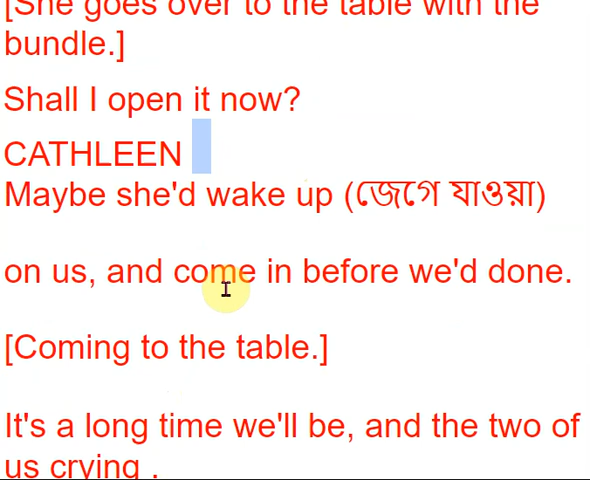 [She goes over to the table with the
bundle.]
Shall I open it now?
CATHLEEN
Maybe she'd wake up (জেগে যাওয়া)
on us, and come in before we'd done.
[Coming to the table.]
It's a long time we'll be, and the two of
us crying .